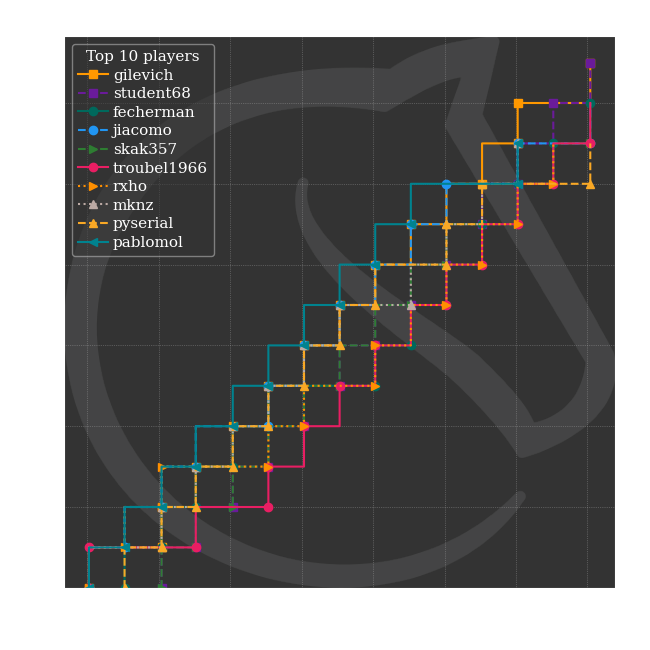 Top 10 players
gilevich
student68
fecherman
jiacomo
skak357
troubel1966
rxho
mknz
pyserial
pablomol